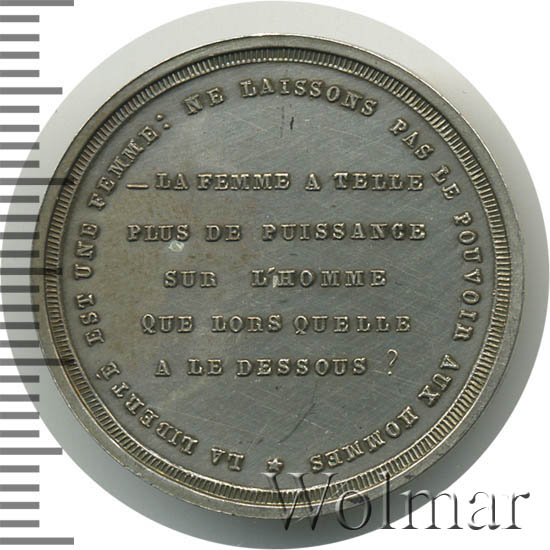 LA LIBERTÉ EST UNE FEMME: NE LAISSONS PAS LE POUVOIR AUX HOMMES
— LA FEMME A TELLE
PLUS DE PUISSANCE
SUR L'HOMME
QUE LORS QUELLE
A LE DESSOUS ?
Wolmar